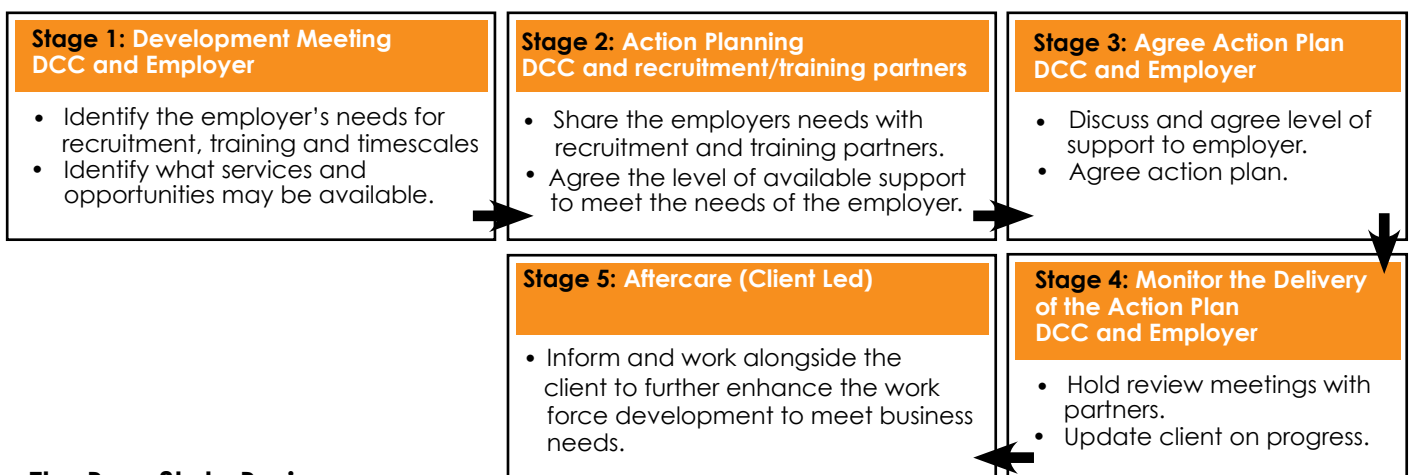 Stage 1: Development Meeting
DCC and Employer
• Identify the employer's needs for
recruitment, training and timescales
• Identify what services and
opportunities may be available.
Stage 2: Action Planning
DCC and recruitment/training partners
• Share the employers needs with
recruitment and training partners.
• Agree the level of available support
to meet the needs of the employer.
Stage 3: Agree Action Plan
DCC and Employer
• Discuss and agree level of
support to employer.
• Agree action plan.
Stage 4: Monitor the Delivery
of the Action Plan
DCC and Employer
• Hold review meetings with
partners.
• Update client on progress.
Stage 5: Aftercare (Client Led)
• Inform and work alongside the
client to further enhance the work
force development to meet business
needs.